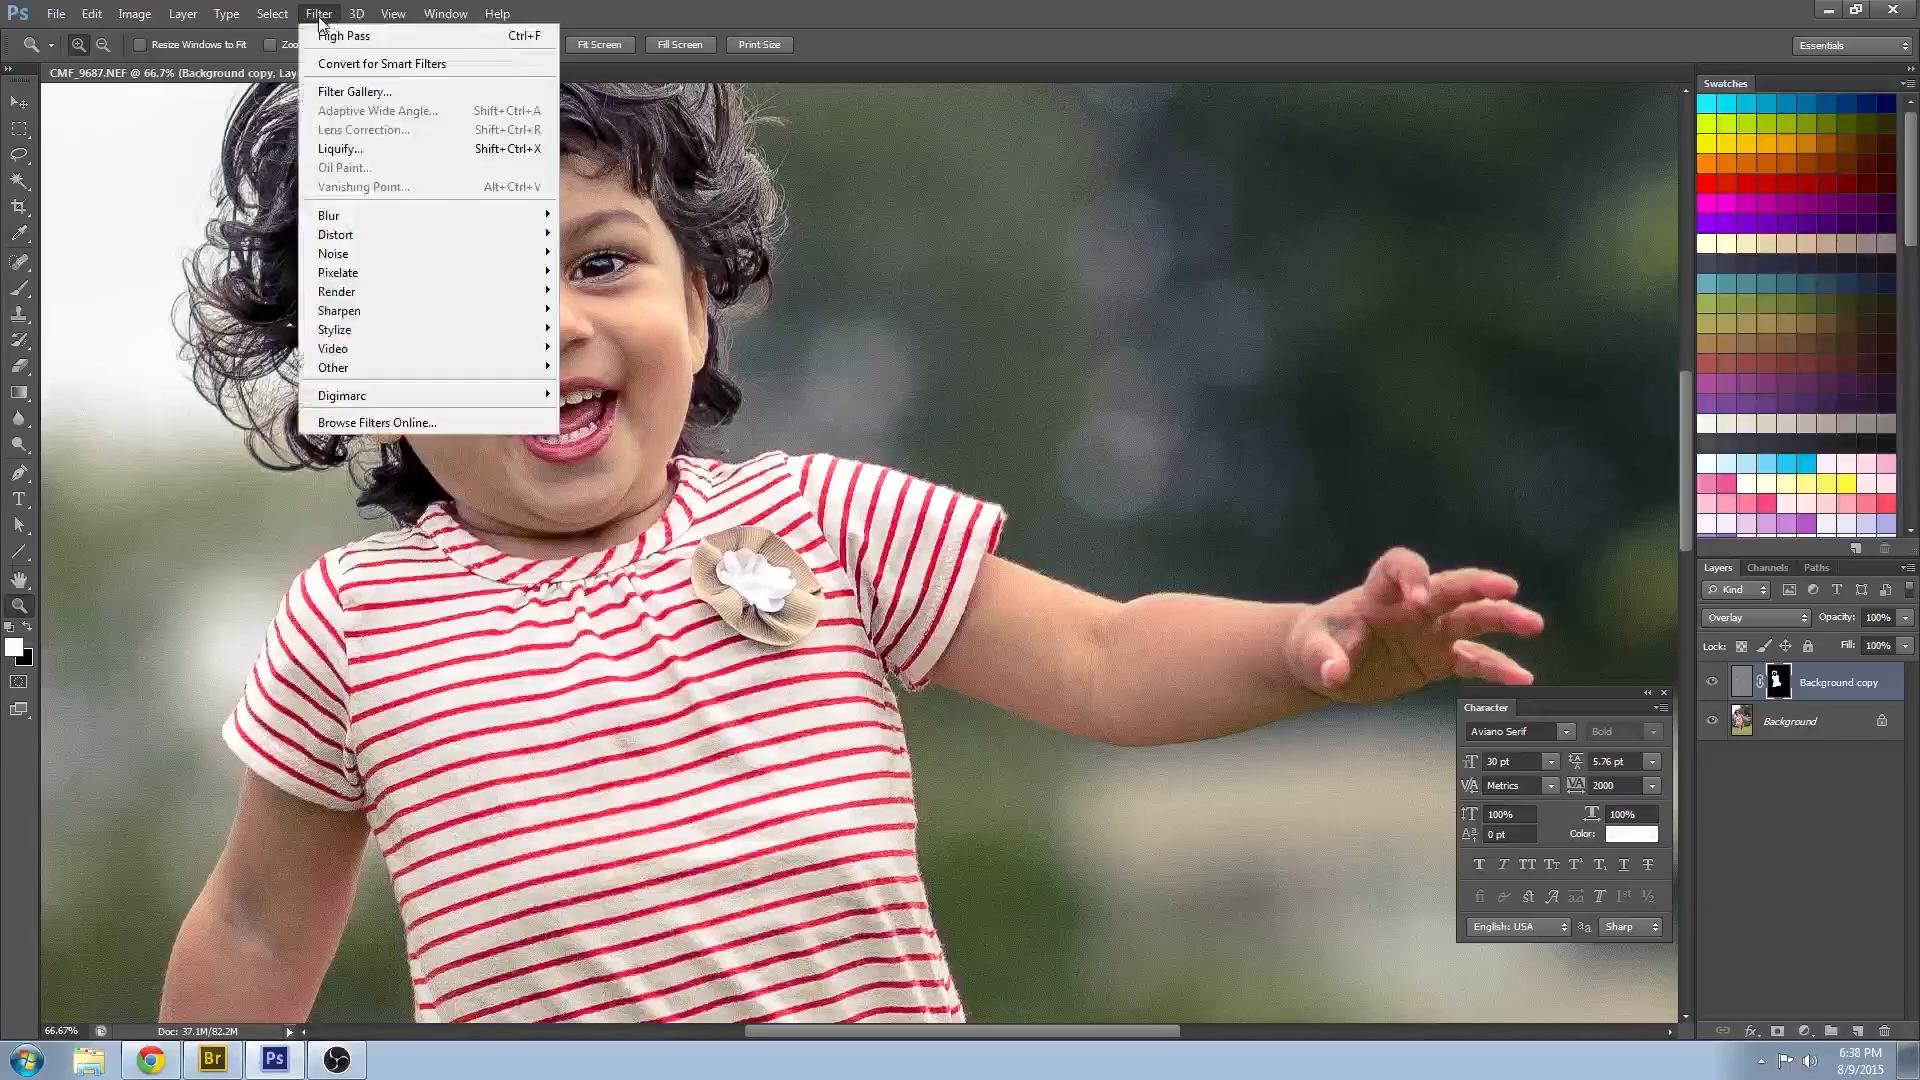 Ps File Edit Image Layer Type Select Filter 3D View Window Help
Resize Windows to Fit Zoo Fit Screen Fill Screen Print Size Essentials
CMF_9687.NEF @ 66.7% (Background copy, Lay
High Pass Ctrl+F
Convert for Smart Filters
Filter Gallery...
Adaptive Wide Angle... Shift+Ctrl+A
Lens Correction... Shift+Ctrl+R
Liquify... Shift+Ctrl+X
Oil Paint...
Vanishing Point... Alt+Ctrl+V
Blur
Distort
Noise
Pixelate
Render
Sharpen
Stylize
Video
Other
Digimarc
Browse Filters Online...
Swatches
Layers Channels Paths
Kind
Overlay Opacity: 100%
Lock: Fill: 100%
Background copy
Background
Character
Aviano Serif Bold
30 pt 5.76 pt
Metrics 2000
100% 100%
0 pt Color:
English: USA Sharp
66.67% Doc: 37.1M/82.2M
Br Ps
6:38 PM
8/9/2015